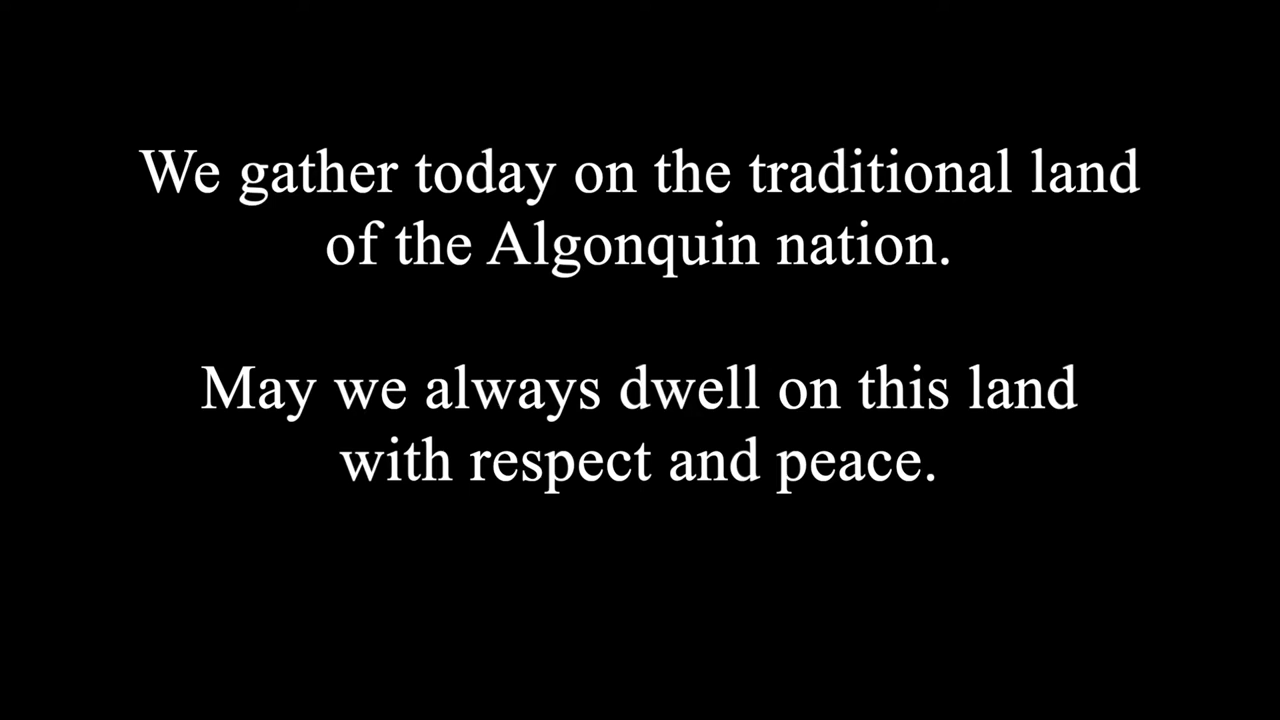 We gather today on the traditional land
of the Algonquin nation.
May we always dwell on this land
with respect and peace.